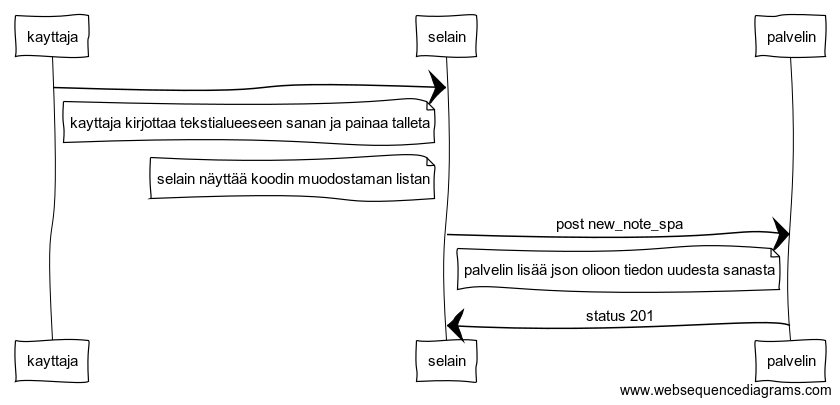 kayttaja selain palvelin
kayttaja kirjottaa tekstialueeseen sanan ja painaa talleta
selain näyttää koodin muodostaman listan
post new_note_spa
palvelin lisää json olioon tiedon uudesta sanasta
status 201
kayttaja selain palvelin
www.websequencediagrams.com